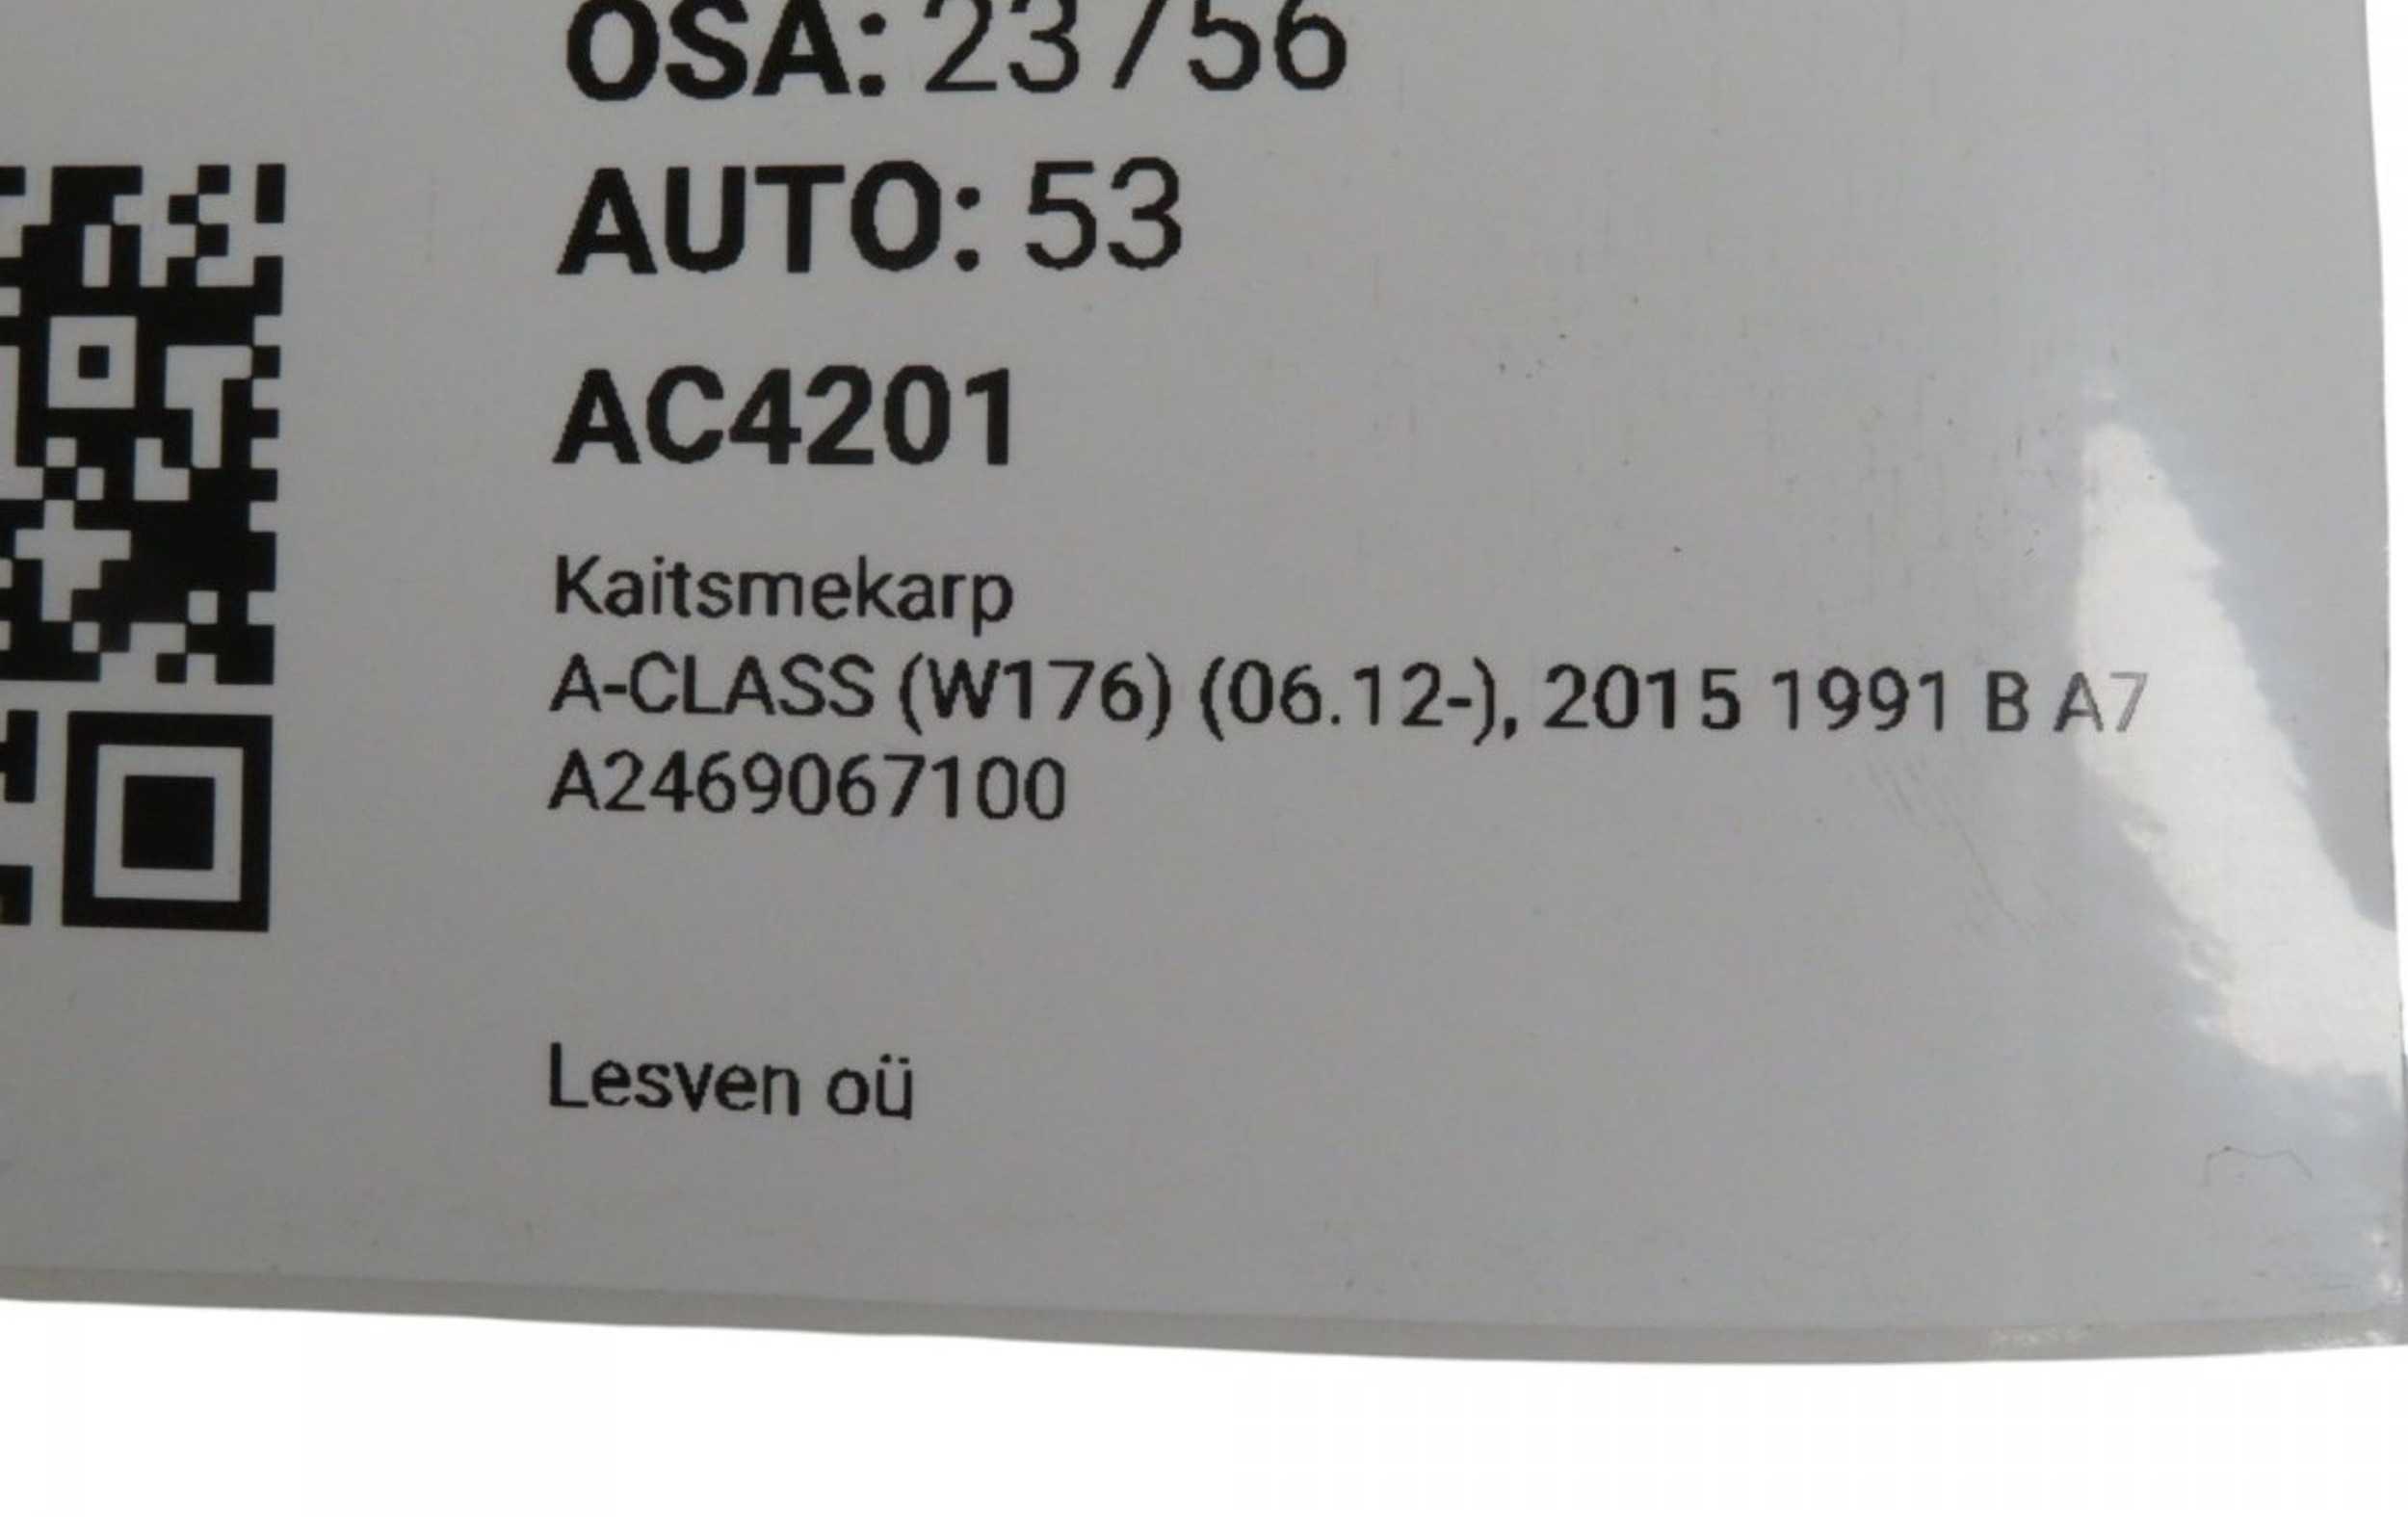 OSA: 23756
AUTO: 53
AC4201
Kaitsmekarp
A-CLASS (W176) (06.12-), 2015 1991 B A7
A2469067100
Lesven oü